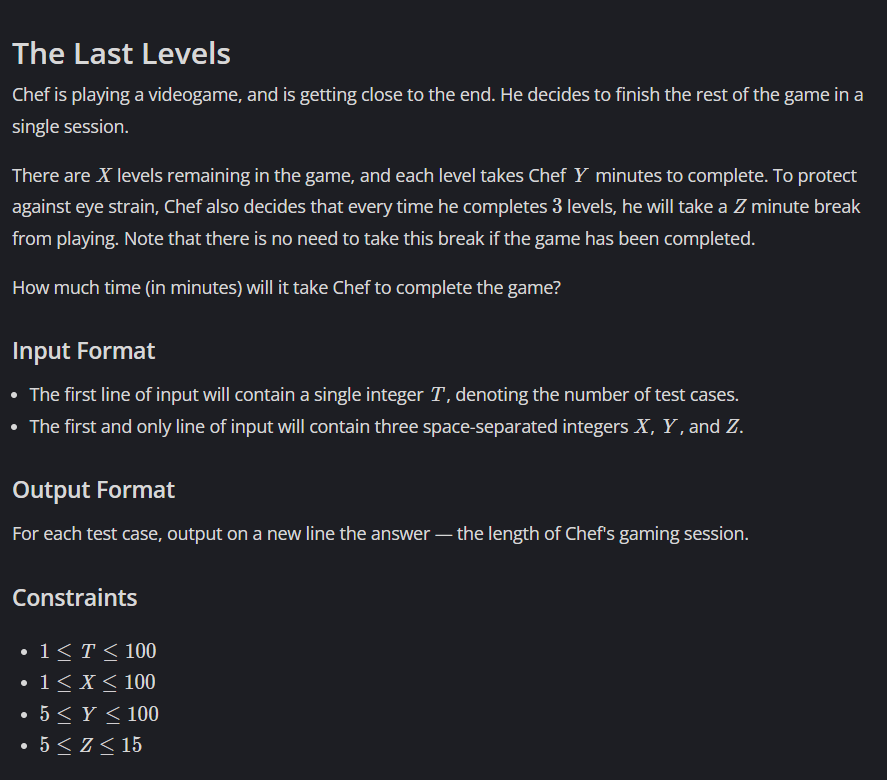 The Last Levels
Chef is playing a videogame, and is getting close to the end. He decides to finish the rest of the game in a
single session.
There are X levels remaining in the game, and each level takes Chef Y minutes to complete. To protect
against eye strain, Chef also decides that every time he completes 3 levels, he will take a Z minute break
from playing. Note that there is no need to take this break if the game has been completed.
How much time (in minutes) will it take Chef to complete the game?
Input Format
• The first line of input will contain a single integer T, denoting the number of test cases.
• The first and only line of input will contain three space-separated integers X, Y, and Z.
Output Format
For each test case, output on a new line the answer — the length of Chef's gaming session.
Constraints
• 1 ≤ T ≤ 100
• 1 ≤ X ≤ 100
• 5 ≤ Y ≤ 100
• 5 ≤ Z ≤ 15